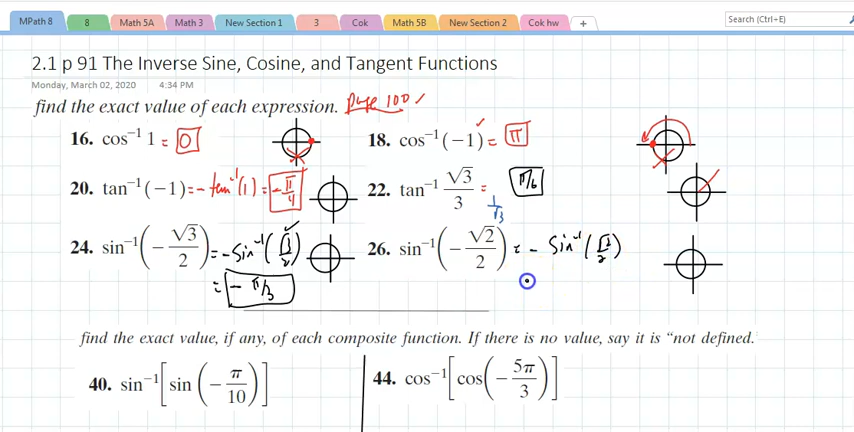 MPath 8 8 Math 5A Math 3 New Section 1 3 Cok Math 5B New Section 2 Cok hw + Search (Ctrl+E)
2.1 p 91 The Inverse Sine, Cosine, and Tangent Functions
Monday, March 02, 2020 4:34 PM
find the exact value of each expression. page 100 ✓
16. cos⁻¹ 1 = 0
18. cos⁻¹ (−1) = π
20. tan⁻¹ (−1) = − tan⁻¹(1) = − π/4
22. tan⁻¹ √3/3 = π/6
1/√3
24. sin⁻¹(−√3/2) = − sin⁻¹(√3/2)
= − π/3
26. sin⁻¹(−√2/2) = − sin⁻¹(√2/2)
find the exact value, if any, of each composite function. If there is no value, say it is "not defined.
40. sin⁻¹[sin(−π/10)]
44. cos⁻¹[cos(−5π/3)]